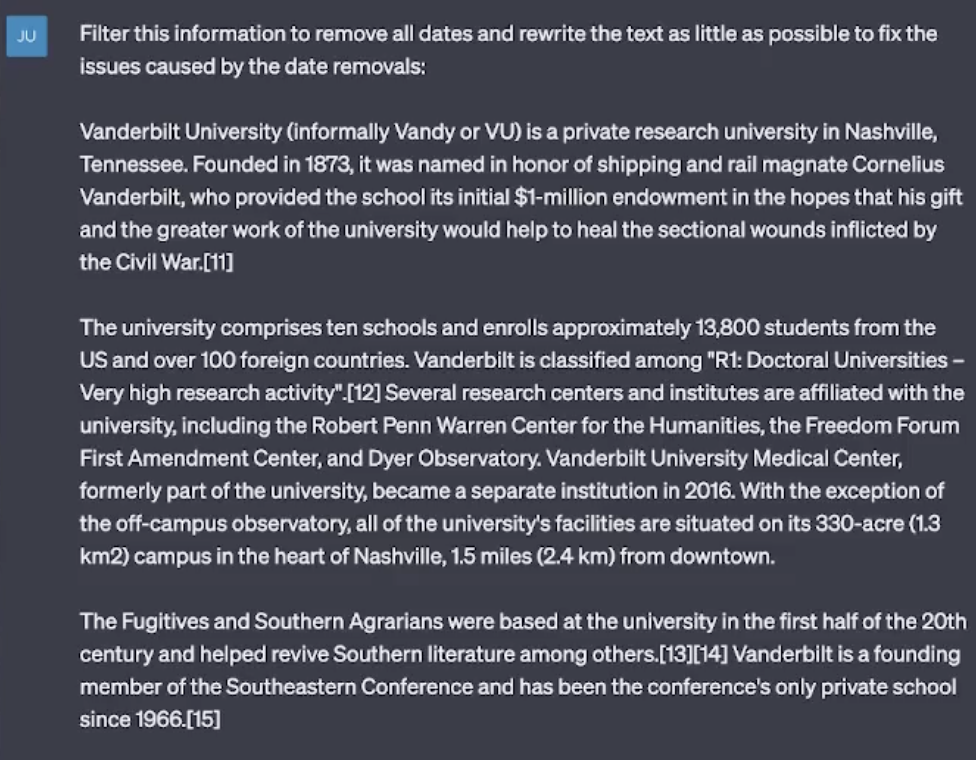 JU
Filter this information to remove all dates and rewrite the text as little as possible to fix the
issues caused by the date removals:
Vanderbilt University (informally Vandy or VU) is a private research university in Nashville,
Tennessee. Founded in 1873, it was named in honor of shipping and rail magnate Cornelius
Vanderbilt, who provided the school its initial $1-million endowment in the hopes that his gift
and the greater work of the university would help to heal the sectional wounds inflicted by
the Civil War.[11]
The university comprises ten schools and enrolls approximately 13,800 students from the
US and over 100 foreign countries. Vanderbilt is classified among "R1: Doctoral Universities –
Very high research activity".[12] Several research centers and institutes are affiliated with the
university, including the Robert Penn Warren Center for the Humanities, the Freedom Forum
First Amendment Center, and Dyer Observatory. Vanderbilt University Medical Center,
formerly part of the university, became a separate institution in 2016. With the exception of
the off-campus observatory, all of the university's facilities are situated on its 330-acre (1.3
km2) campus in the heart of Nashville, 1.5 miles (2.4 km) from downtown.
The Fugitives and Southern Agrarians were based at the university in the first half of the 20th
century and helped revive Southern literature among others.[13][14] Vanderbilt is a founding
member of the Southeastern Conference and has been the conference's only private school
since 1966.[15]